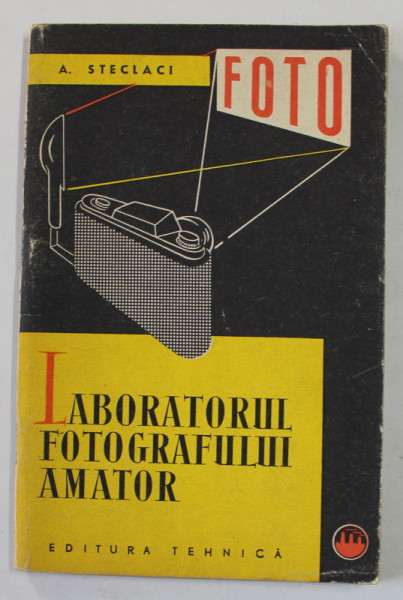 A. STECLACI
FOTO
LABORATORUL
FOTOGRAFULUI
AMATOR
EDITURA TEHNICĂ